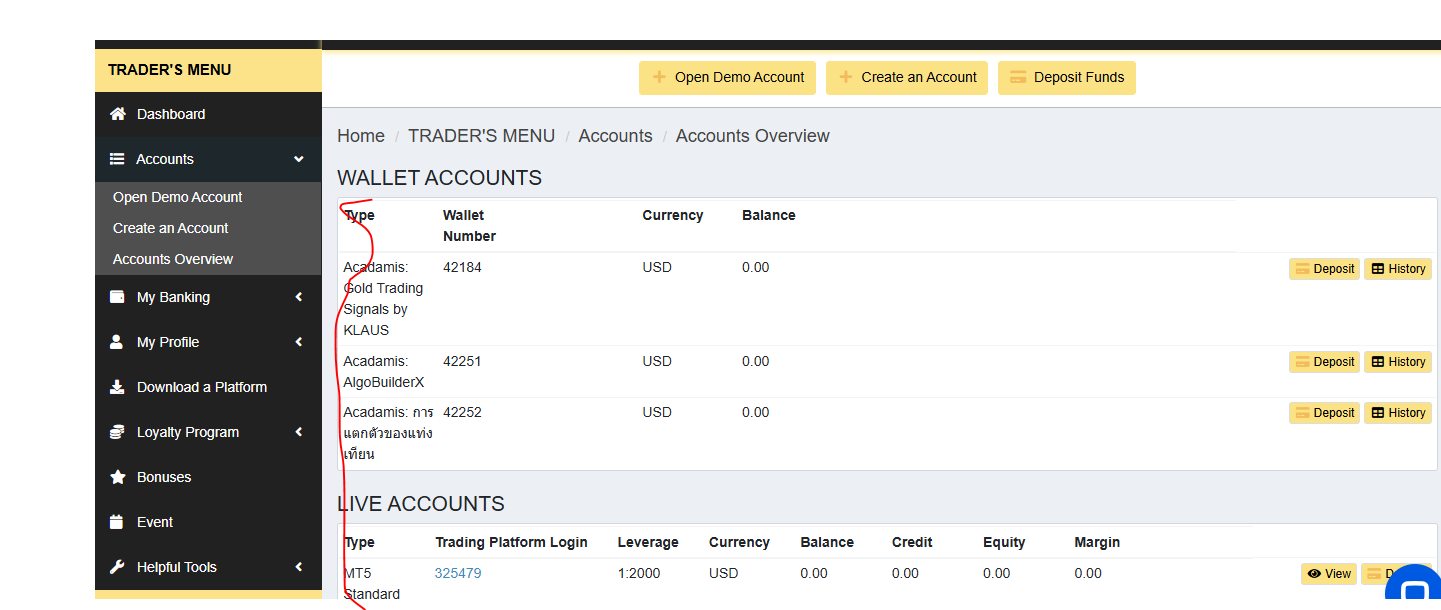 TRADER'S MENU
Dashboard
Accounts
Open Demo Account
Create an Account
Accounts Overview
My Banking
My Profile
Download a Platform
Loyalty Program
Bonuses
Event
Helpful Tools
Open Demo Account
Create an Account
Deposit Funds
Home / TRADER'S MENU / Accounts / Accounts Overview
WALLET ACCOUNTS
Type Wallet Number Currency Balance
Acadamis: Gold Trading Signals by KLAUS 42184 USD 0.00 Deposit History
Acadamis: AlgoBuilderX 42251 USD 0.00 Deposit History
Acadamis: การแตกตัวของแท่งเทียน 42252 USD 0.00 Deposit History
LIVE ACCOUNTS
Type Trading Platform Login Leverage Currency Balance Credit Equity Margin
MT5 Standard 325479 1:2000 USD 0.00 0.00 0.00 0.00 View